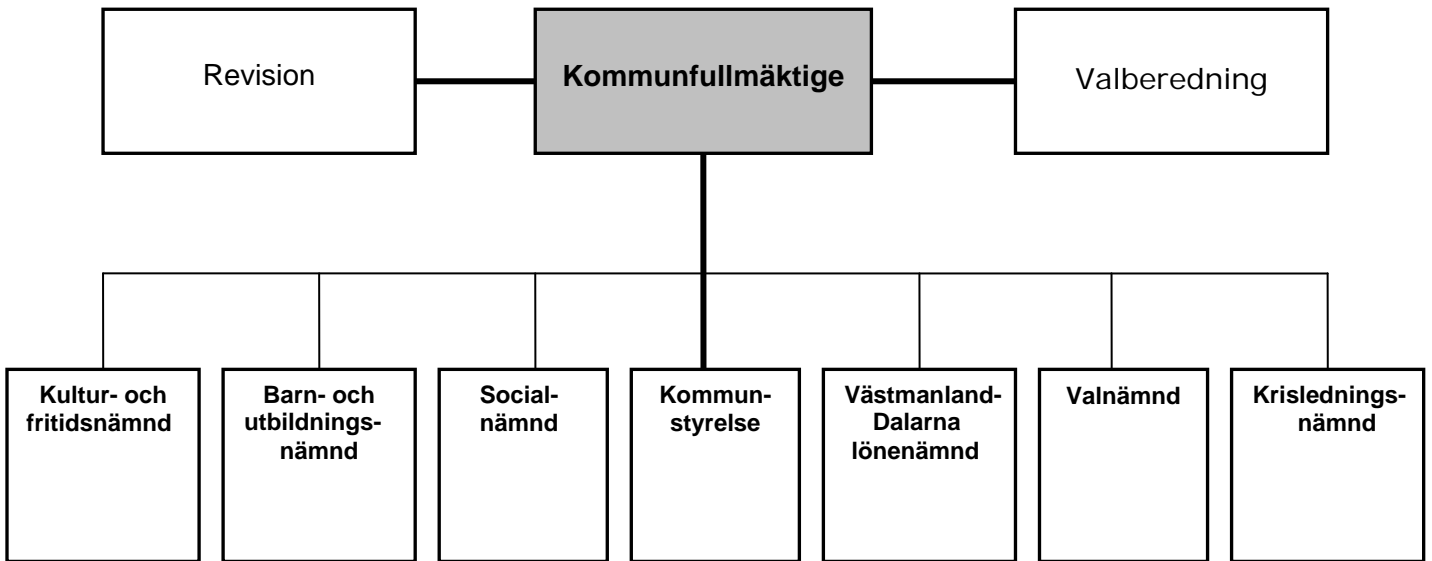 Revision
Kommunfullmäktige
Valberedning
Kultur- och
fritidsnämnd
Barn- och
utbildnings-
nämnd
Social-
nämnd
Kommun-
styrelse
Västmanland-
Dalarna
lönenämnd
Valnämnd
Krislednings-
nämnd